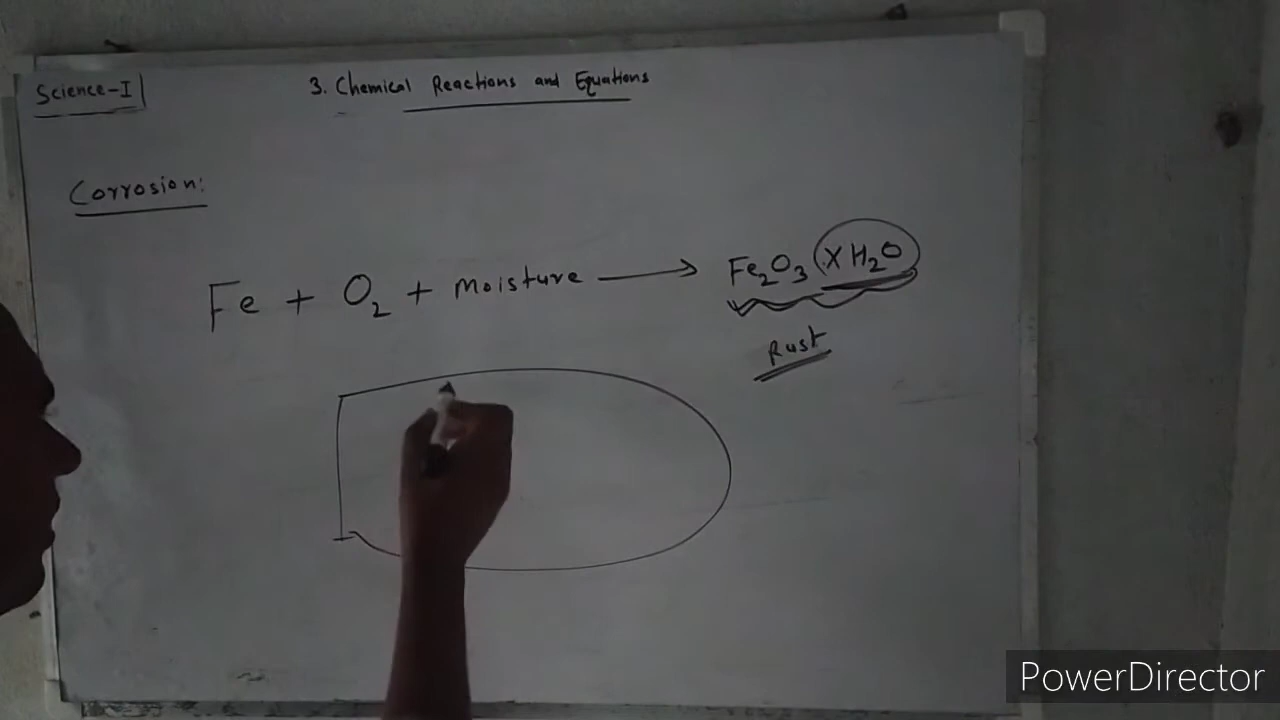 Science-I
3. Chemical Reactions and Equations
Corrosion:
Fe + O₂ + Moisture → Fe₂O₃ XH₂O
Rust
PowerDirector